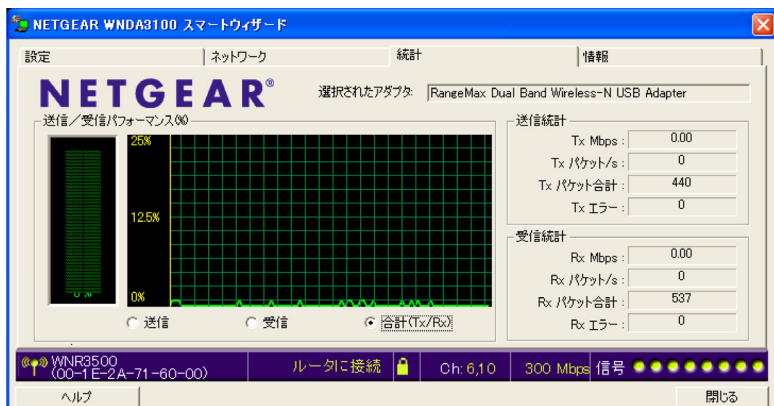 NETGEAR WNDA3100 スマートウィザード
設定 ネットワーク 統計 情報
NETGEAR® 選択されたアダプタ: RangeMax Dual Band Wireless-N USB Adapter
送信／受信パフォーマンス(%)
25%
12.5%
0%
0 %
送信 受信 合計(Tx/Rx)
送信統計
Tx Mbps : 0.00
Tx パケット/s : 0
Tx パケット合計 : 440
Tx エラー : 0
受信統計
Rx Mbps : 0.00
Rx パケット/s : 0
Rx パケット合計 : 537
Rx エラー : 0
WNR3500
(00-1E-2A-71-60-00)
ルータに接続 Ch: 6,10 300 Mbps 信号
ヘルプ 閉じる